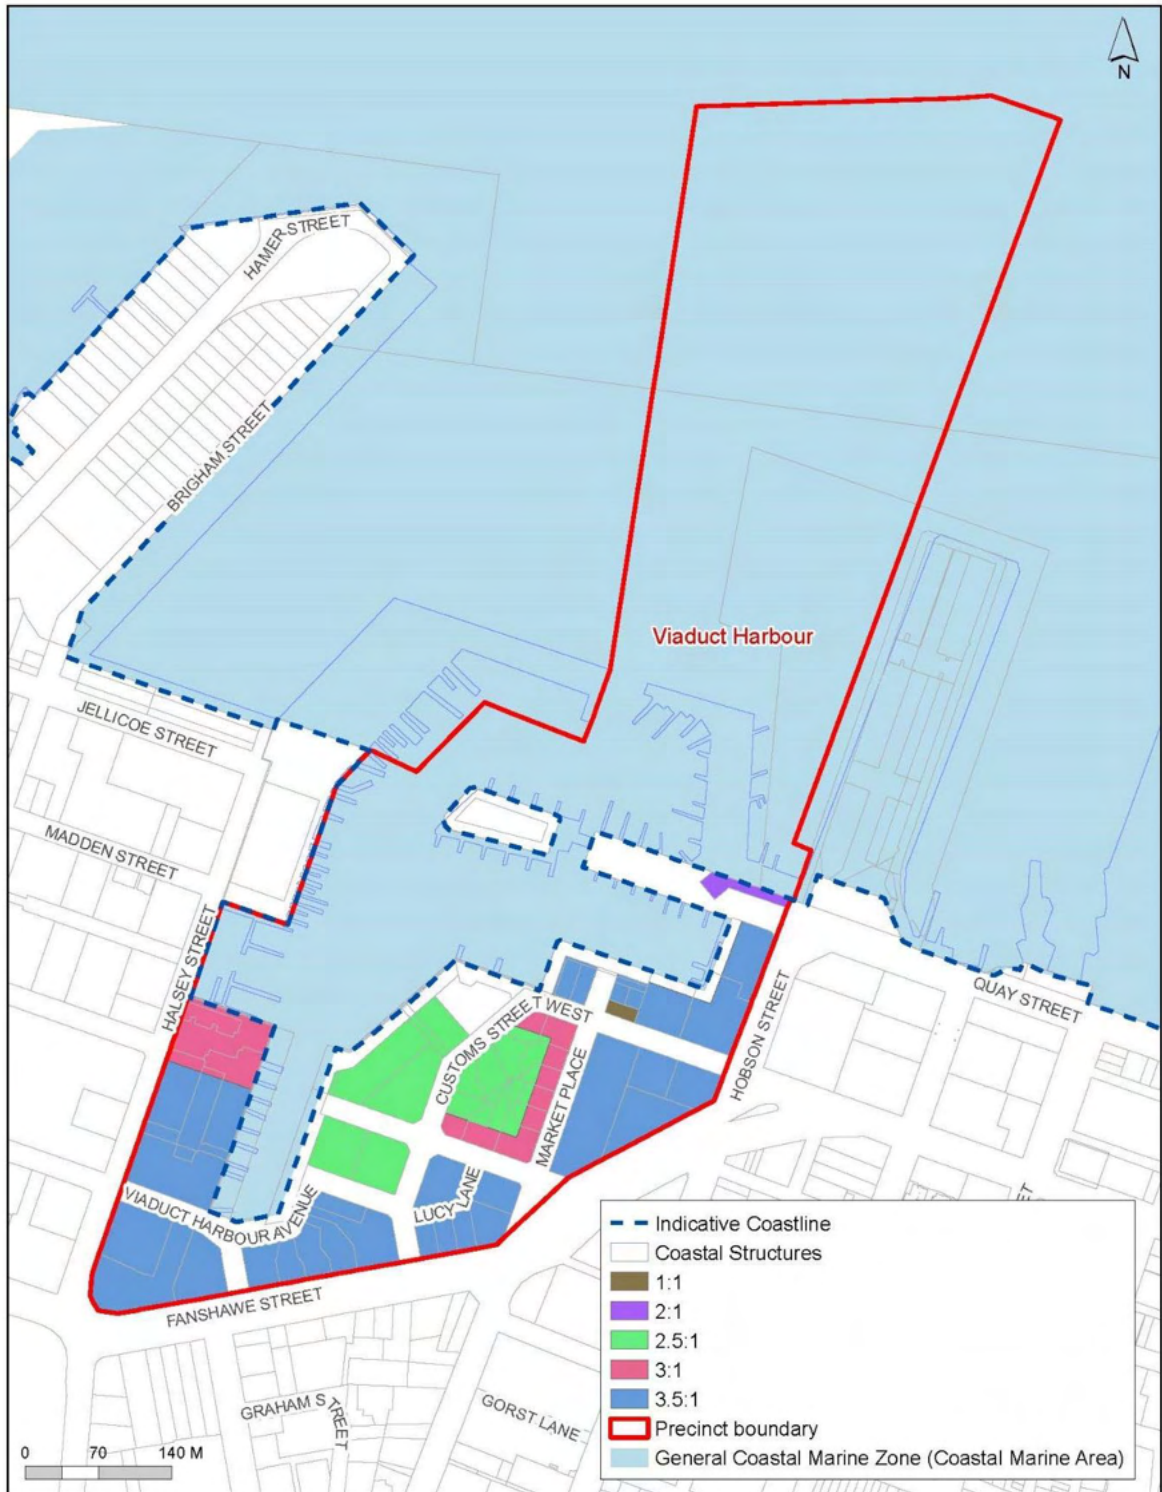 N
HAMER STREET
BRIGHAM STREET
Viaduct Harbour
JELLICOE STREET
MADDEN STREET
HALSEY STREET
QUAY STREET
CUSTOMS STREET WEST
HOBSON STREET
MARKET PLACE
LUCY LANE
VIADUCT HARBOUR AVENUE
FANSHAWE STREET
GRAHAM STREET
GORST LANE
ET
Indicative Coastline
Coastal Structures
1:1
2:1
2.5:1
3:1
3.5:1
Precinct boundary
General Coastal Marine Zone (Coastal Marine Area)
0 70 140 M